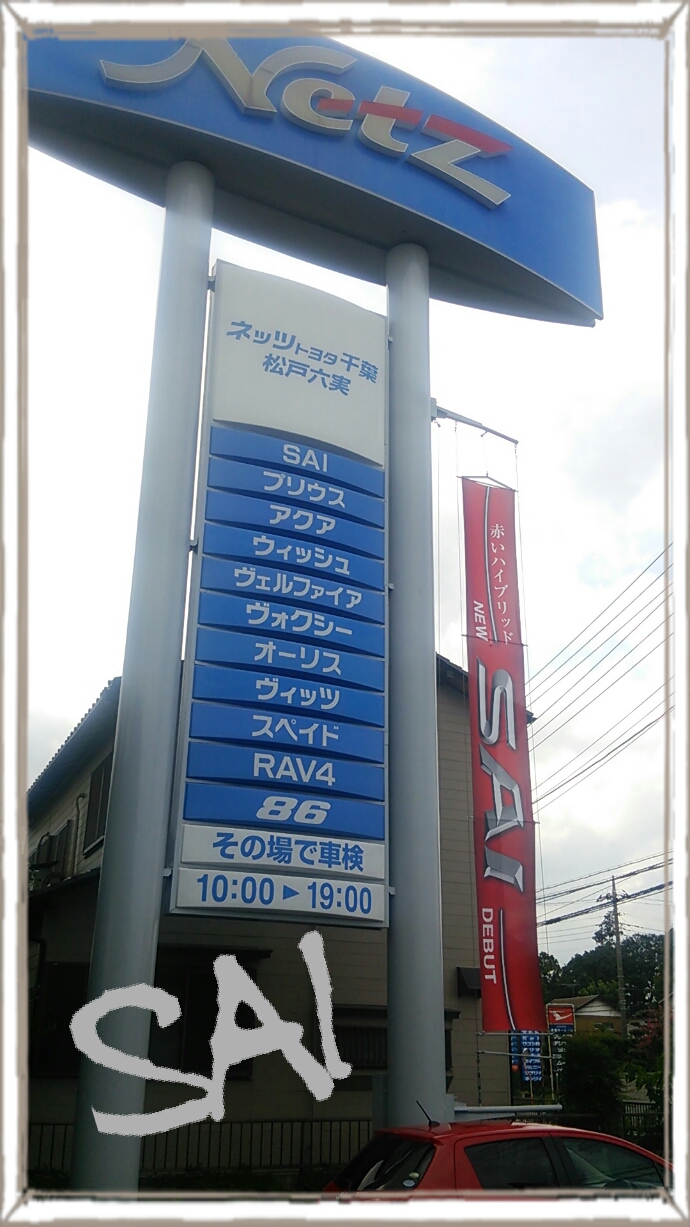 Netz
ネッツトヨタ千葉
松戸六実
SAI
プリウス
アクア
ウィッシュ
ヴェルファイア
ヴォクシー
オーリス
ヴィッツ
スペイド
RAV4
86
その場で車検
10:00▶19:00
赤いハイブリッド
NEW
SAI
DEBUT
SAI